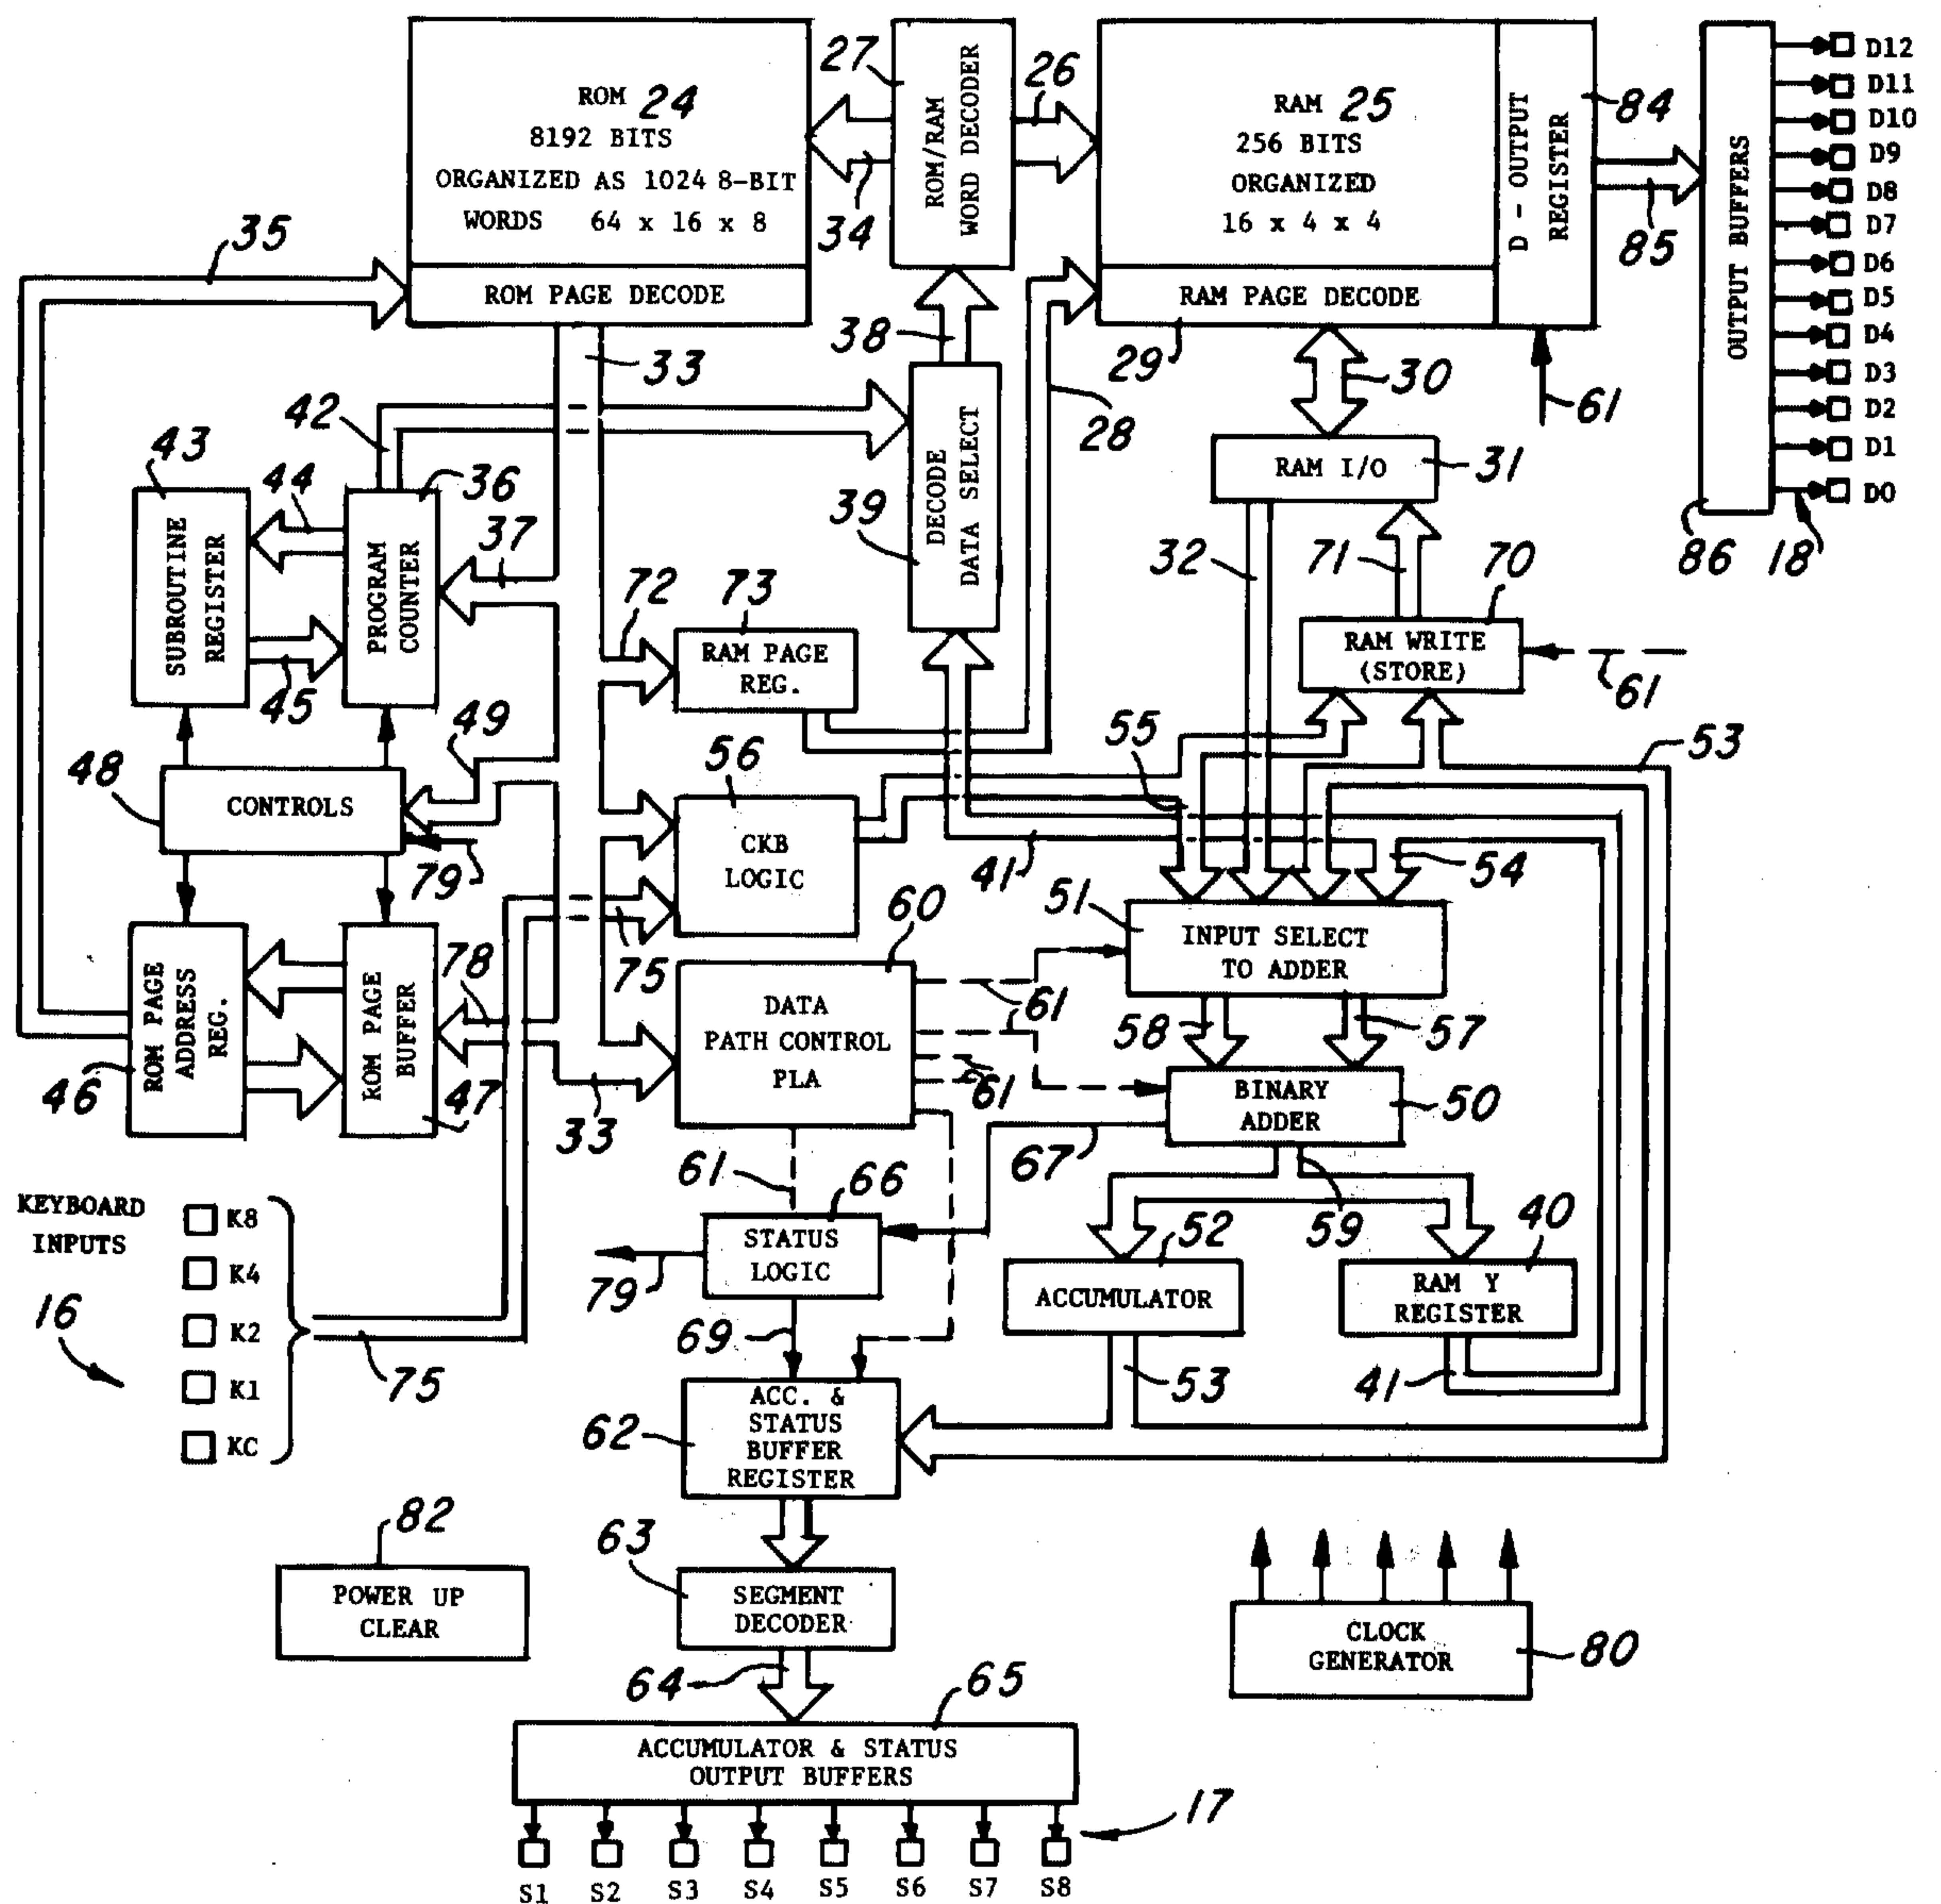 ROM 24
8192 BITS
ORGANIZED AS 1024 8-BIT
WORDS 64 x 16 x 8
ROM PAGE DECODE
27
ROM/RAM
WORD DECODER
26
34
RAM 25
256 BITS
ORGANIZED
16 x 4 x 4
RAM PAGE DECODE
D - OUTPUT
REGISTER
84
85
OUTPUT BUFFERS
D12
D11
D10
D9
D8
D7
D6
D5
D4
D3
D2
D1
D0
86
18
35
33
38
29
30
61
28
42
43
44
36
37
SUBROUTINE
REGISTER
PROGRAM
COUNTER
45
39
DECODE
DATA SELECT
RAM I/O
31
32
71
70
72
73
RAM PAGE
REG.
RAM WRITE
(STORE)
61
49
48
CONTROLS
79
56
CKB
LOGIC
55
53
41
54
51
INPUT SELECT
TO ADDER
75
60
DATA
PATH CONTROL
PLA
61
61
61
58
57
78
ROM PAGE
ADDRESS
REG.
ROM PAGE
BUFFER
46
47
33
BINARY
ADDER
50
67
59
61
66
STATUS
LOGIC
79
69
52
ACCUMULATOR
40
RAM Y
REGISTER
53
41
KEYBOARD
INPUTS
K8
K4
K2
K1
KC
16
75
62
ACC. &
STATUS
BUFFER
REGISTER
82
POWER UP
CLEAR
63
SEGMENT
DECODER
64
CLOCK
GENERATOR
80
65
ACCUMULATOR & STATUS
OUTPUT BUFFERS
17
S1 S2 S3 S4 S5 S6 S7 S8